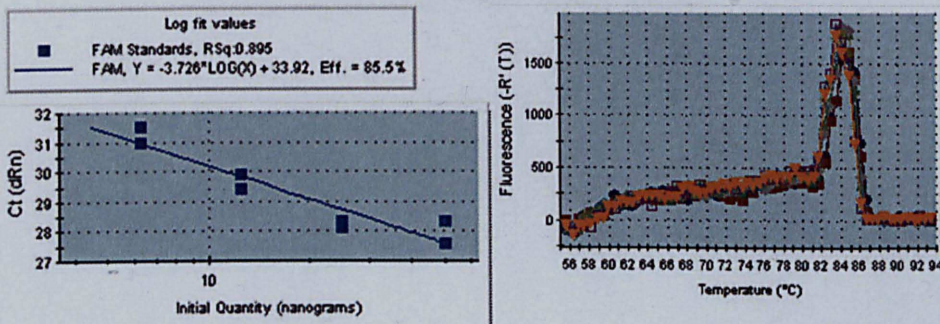 Log fit values
FAM Standards, RSq:0.895
FAM, Y = -3.726*LOG(X) + 33.92, Eff. = 85.5%
Ct (dRn)
32
31
30
29
28
27
10
Initial Quantity (nanograms)
Fluorescence (-R' (T))
1500
1000
500
0
56 58 60 62 64 66 68 70 72 74 76 78 80 82 84 86 88 90 92 94
Temperature (°C)